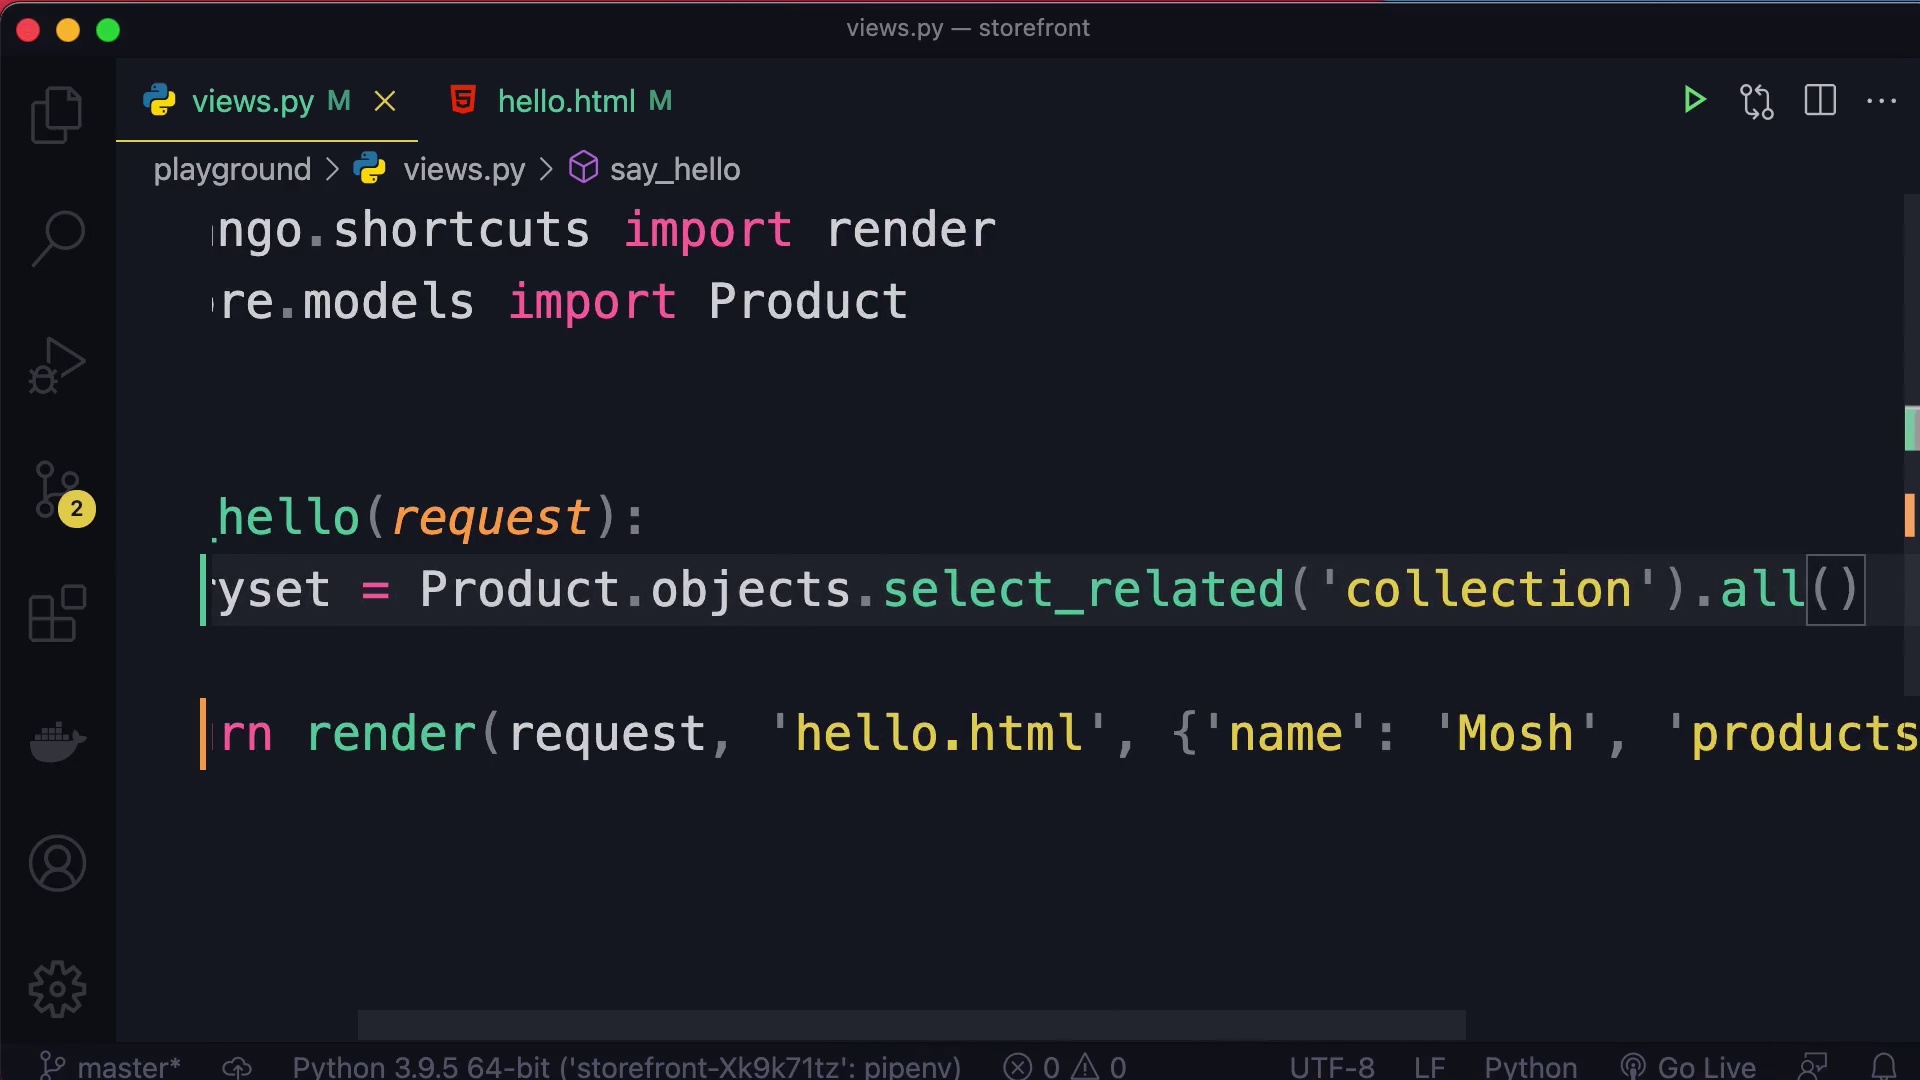 views.py — storefront
views.py M hello.html M
playground > views.py > say_hello
ngo.shortcuts import render
re.models import Product
_hello(request):
yset = Product.objects.select_related('collection').all()
rn render(request, 'hello.html', {'name': 'Mosh', 'products
2
master* Python 3.9.5 64-bit ('storefront-Xk9k71tz': pipenv) 0 0 UTF-8 LF Python Go Live